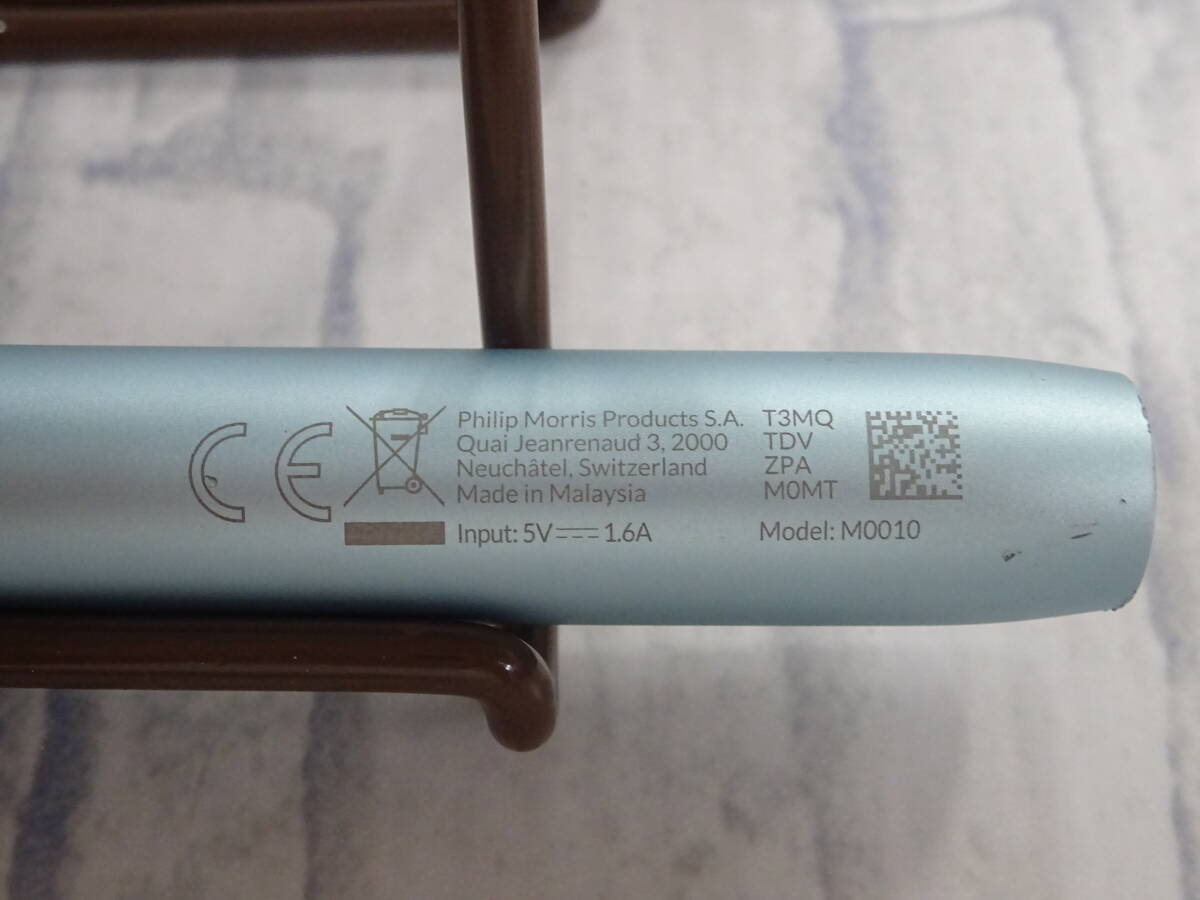 CE
Philip Morris Products S.A.
Quai Jeanrenaud 3, 2000
Neuchâtel, Switzerland
Made in Malaysia
Input: 5V⎓1.6A
T3MQ
TDV
ZPA
M0MT
Model: M0010